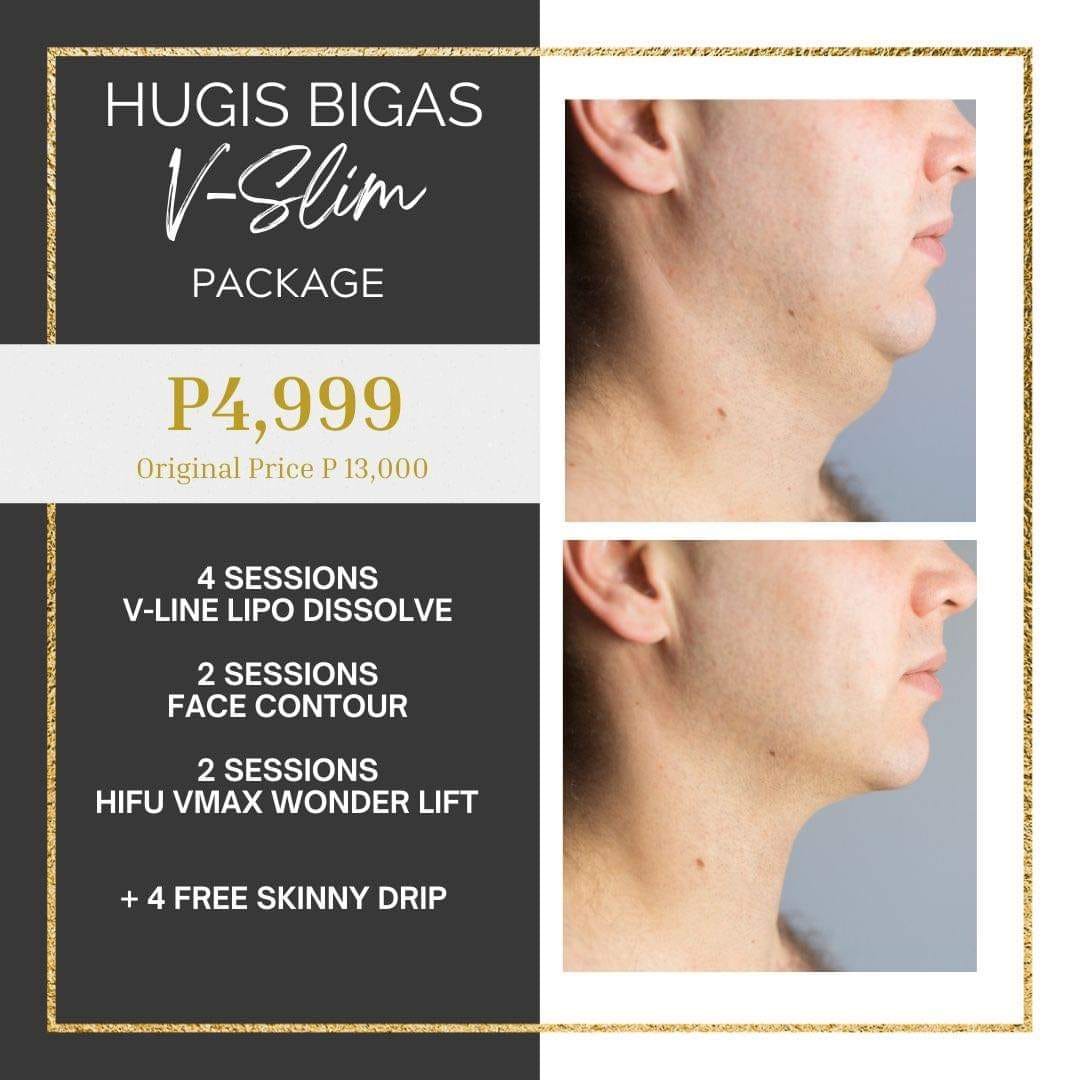 HUGIS BIGAS
V-Slim
PACKAGE
P4,999
Original Price P 13,000
4 SESSIONS
V-LINE LIPO DISSOLVE
2 SESSIONS
FACE CONTOUR
2 SESSIONS
HIFU VMAX WONDER LIFT
+ 4 FREE SKINNY DRIP